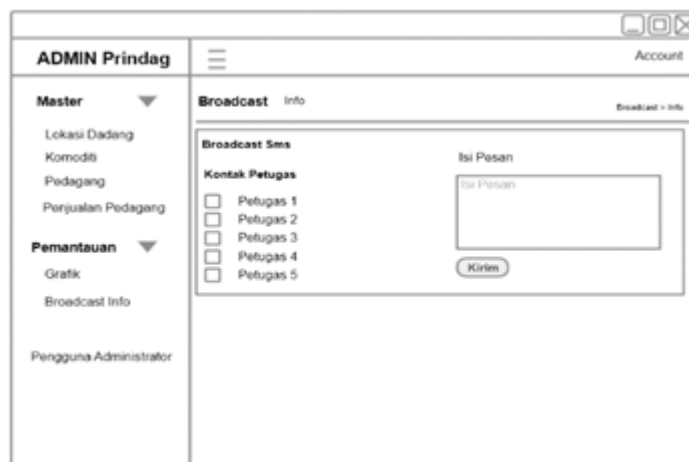 ADMIN Prindag
Account
Master
Lokasi Dadang
Komoditi
Pedagang
Penjualan Pedagang
Pemantauan
Grafik
Broadcast Info
Pengguna Administrator
Broadcast Info
Broadcast > Info
Broadcast Sms
Kontak Petugas
Petugas 1
Petugas 2
Petugas 3
Petugas 4
Petugas 5
Isi Pesan
Isi Pesan
Kirim